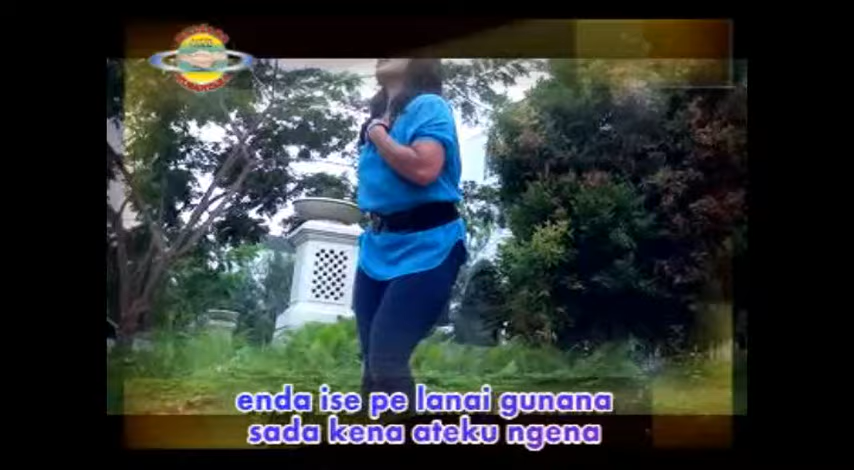 enda ise pe lanai gunana
sada kena ateku ngena